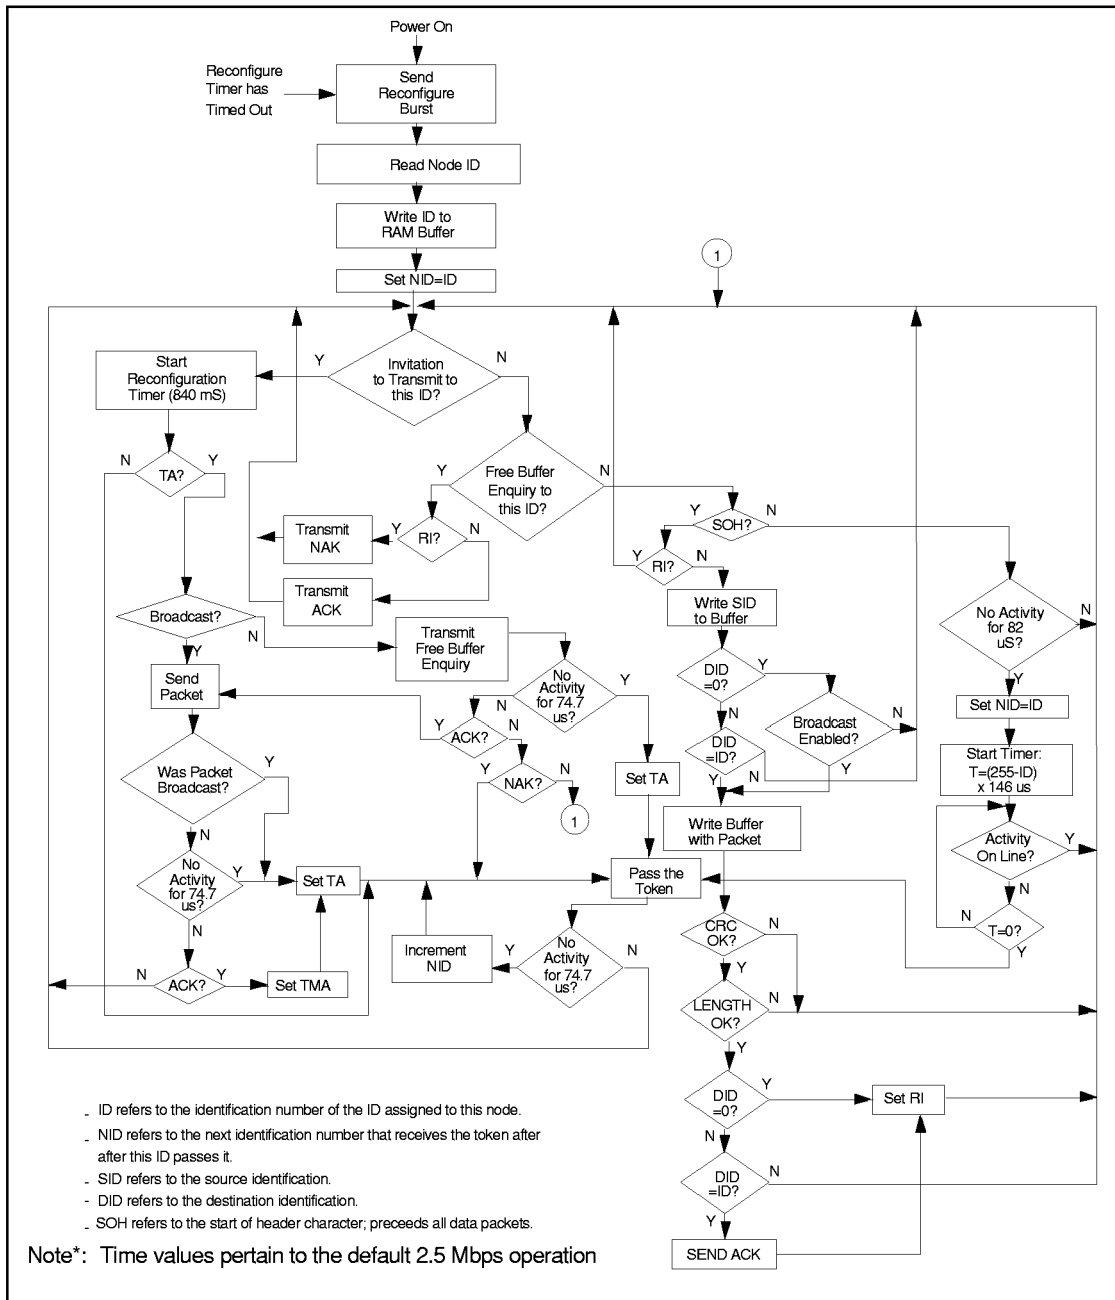 Power On
Reconfigure
Timer has
Timed Out
Send
Reconfigure
Burst
Read Node ID
Write ID to
RAM Buffer
1
Set NID=ID
Start
Reconfiguration
Timer (840 mS)
Y
Invitation
to Transmit to
this ID?
N
N
TA?
Y
Y
Free Buffer
Enquiry to
this ID?
N
Transmit
NAK
Y
RI?
N
Y
SOH?
N
Y
RI?
N
Transmit
ACK
Write SID
to Buffer
No Activity
for 82
uS?
N
Y
Broadcast?
N
Y
Transmit
Free Buffer
Enquiry
Send
Packet
No
Activity
for 74.7
us?
N
Y
DID
=0?
Y
N
Broadcast
Enabled?
N
Y
Set NID=ID
Y
ACK?
N
DID
=ID?
N
Y
Start Timer:
T=(255-ID)
x 146 us
Was Packet
Broadcast?
Y
N
Y
NAK?
N
1
Set TA
Write Buffer
with Packet
Activity
On Line?
Y
N
No
Activity
for 74.7
us?
Y
N
Set TA
Pass the
Token
N
T=0?
Y
CRC
OK?
N
Y
Increment
NID
Y
No
Activity
for 74.7
us?
N
N
ACK?
Y
Set TMA
LENGTH
OK?
N
Y
DID
=0?
Y
N
Set RI
DID
=ID?
N
Y
SEND ACK
- ID refers to the identification number of the ID assigned to this node.
- NID refers to the next identification number that receives the token after
after this ID passes it.
- SID refers to the source identification.
- DID refers to the destination identification.
- SOH refers to the start of header character; preceeds all data packets.
Note*: Time values pertain to the default 2.5 Mbps operation